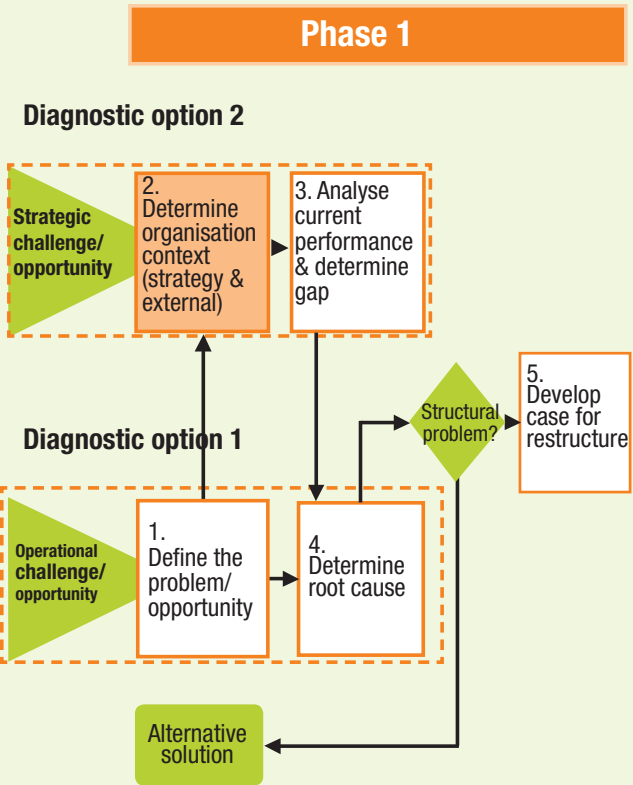 Phase 1
Diagnostic option 2
Strategic
challenge/
opportunity
2.
Determine
organisation
context
(strategy &
external)
3. Analyse
current
performance
& determine
gap
Structural
problem?
5.
Develop
case for
restructure
Diagnostic option 1
Operational
challenge/
opportunity
1.
Define the
problem/
opportunity
4.
Determine
root cause
Alternative
solution